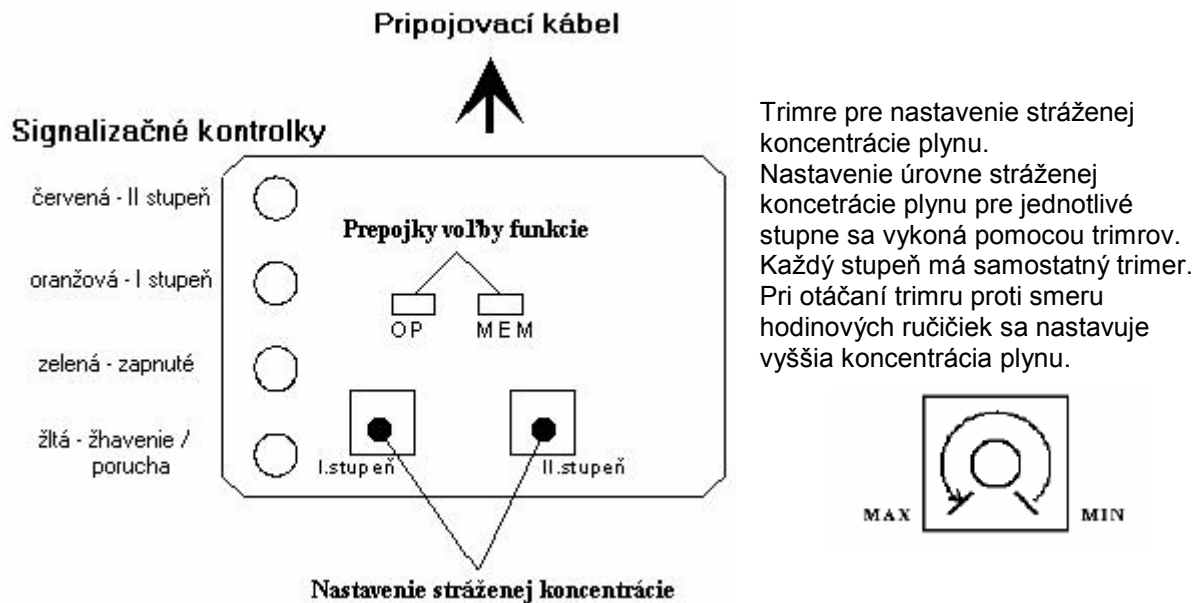 Pripojovací kábel
Signalizačné kontrolky
červená - II stupeň
oranžová - I stupeň
zelená - zapnuté
žltá - žhavenie /
porucha
Prepojky voľby funkcie
OP
MEM
I.stupeň
II.stupeň
Nastavenie stráženej koncentrácie
Trimre pre nastavenie stráženej
koncentrácie plynu.
Nastavenie úrovne stráženej
koncetrácie plynu pre jednotlivé
stupne sa vykoná pomocou trimrov.
Každý stupeň má samostatný trimer.
Pri otáčaní trimru proti smeru
hodinových ručičiek sa nastavuje
vyššia koncentrácia plynu.
MAX
MIN